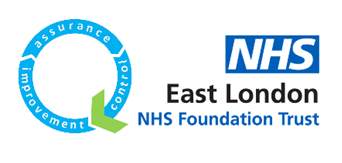 assurance
control
improvement
NHS
East London
NHS Foundation Trust